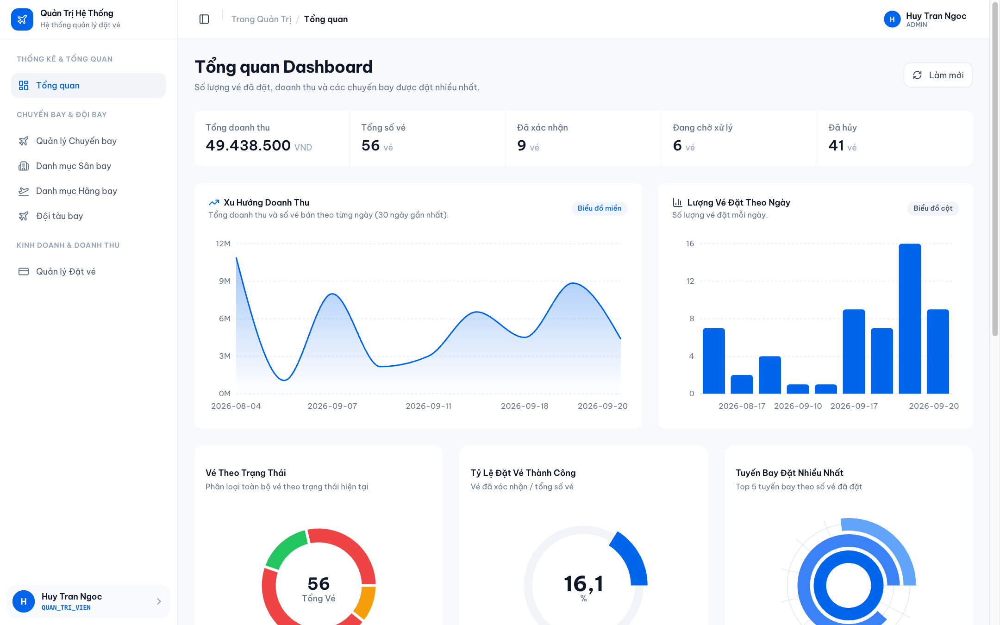 Quản Trị Hệ Thống
Hệ thống quản lý đặt vé
THỐNG KÊ & TỔNG QUAN
Tổng quan
CHUYẾN BAY & ĐỘI BAY
Quản lý Chuyến bay
Danh mục Sân bay
Danh mục Hãng bay
Đội tàu bay
KINH DOANH & DOANH THU
Quản lý Đặt vé
H
Huy Tran Ngoc
QUAN_TRI_VIEN
Trang Quản Trị / Tổng quan
H
Huy Tran Ngoc
ADMIN
Tổng quan Dashboard
Số lượng vé đã đặt, doanh thu và các chuyến bay được đặt nhiều nhất.
Làm mới
Tổng doanh thu
49.438.500 VND
Tổng số vé
56 vé
Đã xác nhận
9 vé
Đang chờ xử lý
6 vé
Đã hủy
41 vé
Xu Hướng Doanh Thu
Tổng doanh thu và số vé bán theo từng ngày (30 ngày gần nhất).
Biểu đồ miền
12M
9M
6M
3M
0M
2026-08-04 2026-09-07 2026-09-11 2026-09-18 2026-09-20
Lượng Vé Đặt Theo Ngày
Số lượng vé đặt mỗi ngày.
Biểu đồ cột
16
12
8
4
0
2026-08-17 2026-09-10 2026-09-17 2026-09-20
Vé Theo Trạng Thái
Phân loại toàn bộ vé theo trạng thái hiện tại
56
Tổng Vé
Tỷ Lệ Đặt Vé Thành Công
Vé đã xác nhận / tổng số vé
16,1
%
Tuyến Bay Đặt Nhiều Nhất
Top 5 tuyến bay theo số vé đã đặt